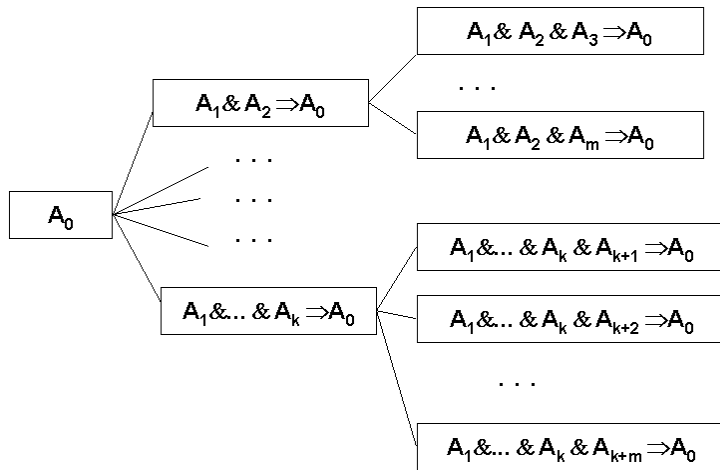 A₁& A₂ & A₃ ⇒A₀
. . .
A₁& A₂ ⇒A₀
A₁& A₂ & Aₘ ⇒A₀
. . .
. . .
A₀
. . .
A₁&... & Aₖ & Aₖ₊₁ ⇒A₀
A₁&... & Aₖ ⇒A₀
A₁&... & Aₖ & Aₖ₊₂ ⇒A₀
. . .
A₁&... & Aₖ & Aₖ₊ₘ ⇒A₀